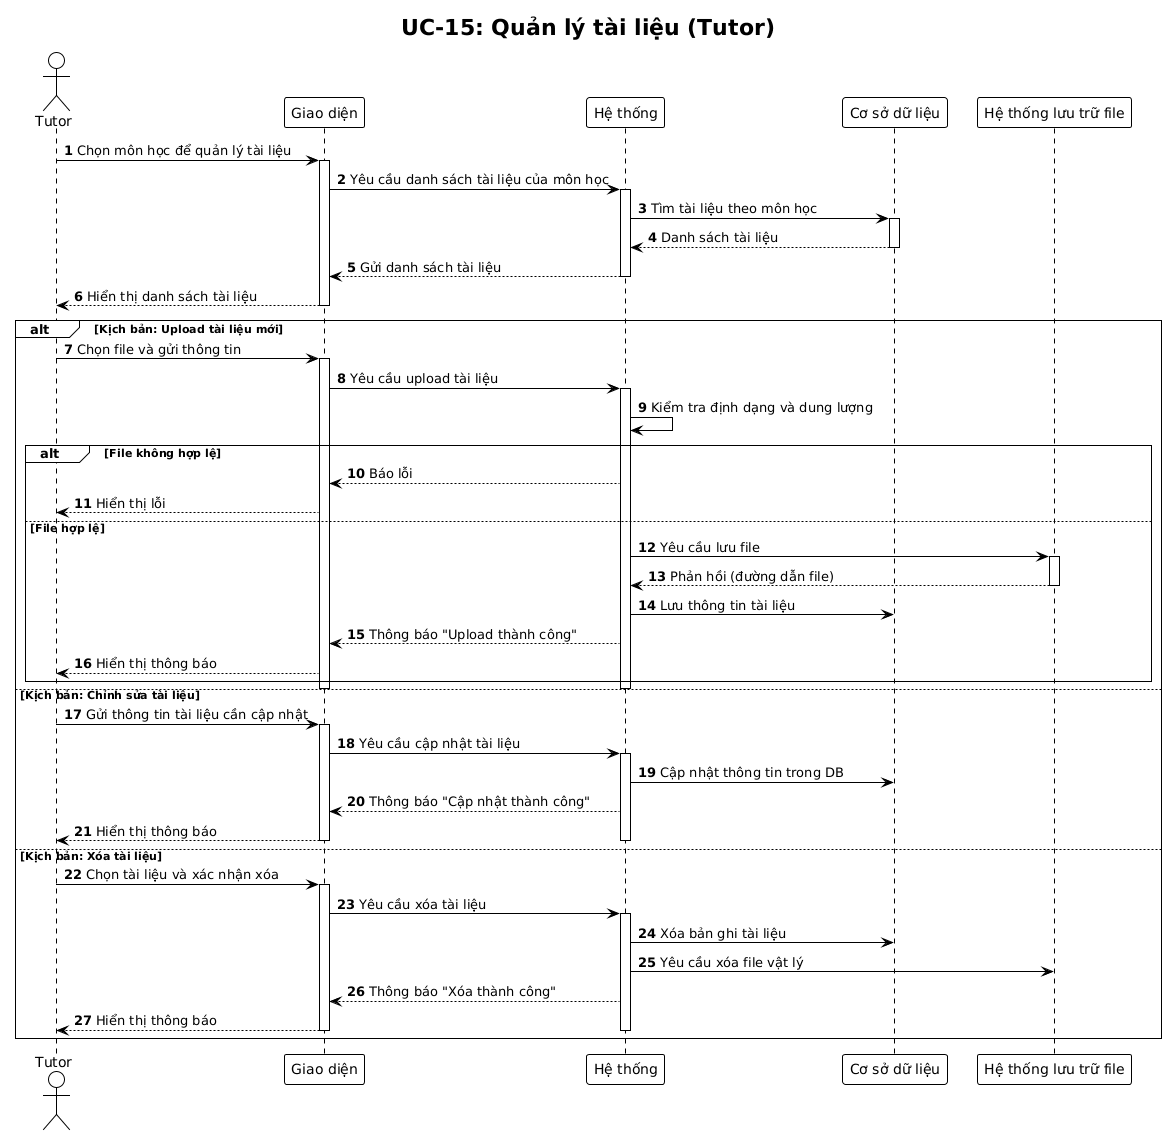 UC-15: Quản lý tài liệu (Tutor)
Tutor
Giao diện
Hệ thống
Cơ sở dữ liệu
Hệ thống lưu trữ file
1 Chọn môn học để quản lý tài liệu
2 Yêu cầu danh sách tài liệu của môn học
3 Tìm tài liệu theo môn học
4 Danh sách tài liệu
5 Gửi danh sách tài liệu
6 Hiển thị danh sách tài liệu
alt [Kịch bản: Upload tài liệu mới]
7 Chọn file và gửi thông tin
8 Yêu cầu upload tài liệu
9 Kiểm tra định dạng và dung lượng
alt [File không hợp lệ]
10 Báo lỗi
11 Hiển thị lỗi
[File hợp lệ]
12 Yêu cầu lưu file
13 Phản hồi (đường dẫn file)
14 Lưu thông tin tài liệu
15 Thông báo "Upload thành công"
16 Hiển thị thông báo
[Kịch bản: Chỉnh sửa tài liệu]
17 Gửi thông tin tài liệu cần cập nhật
18 Yêu cầu cập nhật tài liệu
19 Cập nhật thông tin trong DB
20 Thông báo "Cập nhật thành công"
21 Hiển thị thông báo
[Kịch bản: Xóa tài liệu]
22 Chọn tài liệu và xác nhận xóa
23 Yêu cầu xóa tài liệu
24 Xóa bản ghi tài liệu
25 Yêu cầu xóa file vật lý
26 Thông báo "Xóa thành công"
27 Hiển thị thông báo
Tutor
Giao diện
Hệ thống
Cơ sở dữ liệu
Hệ thống lưu trữ file